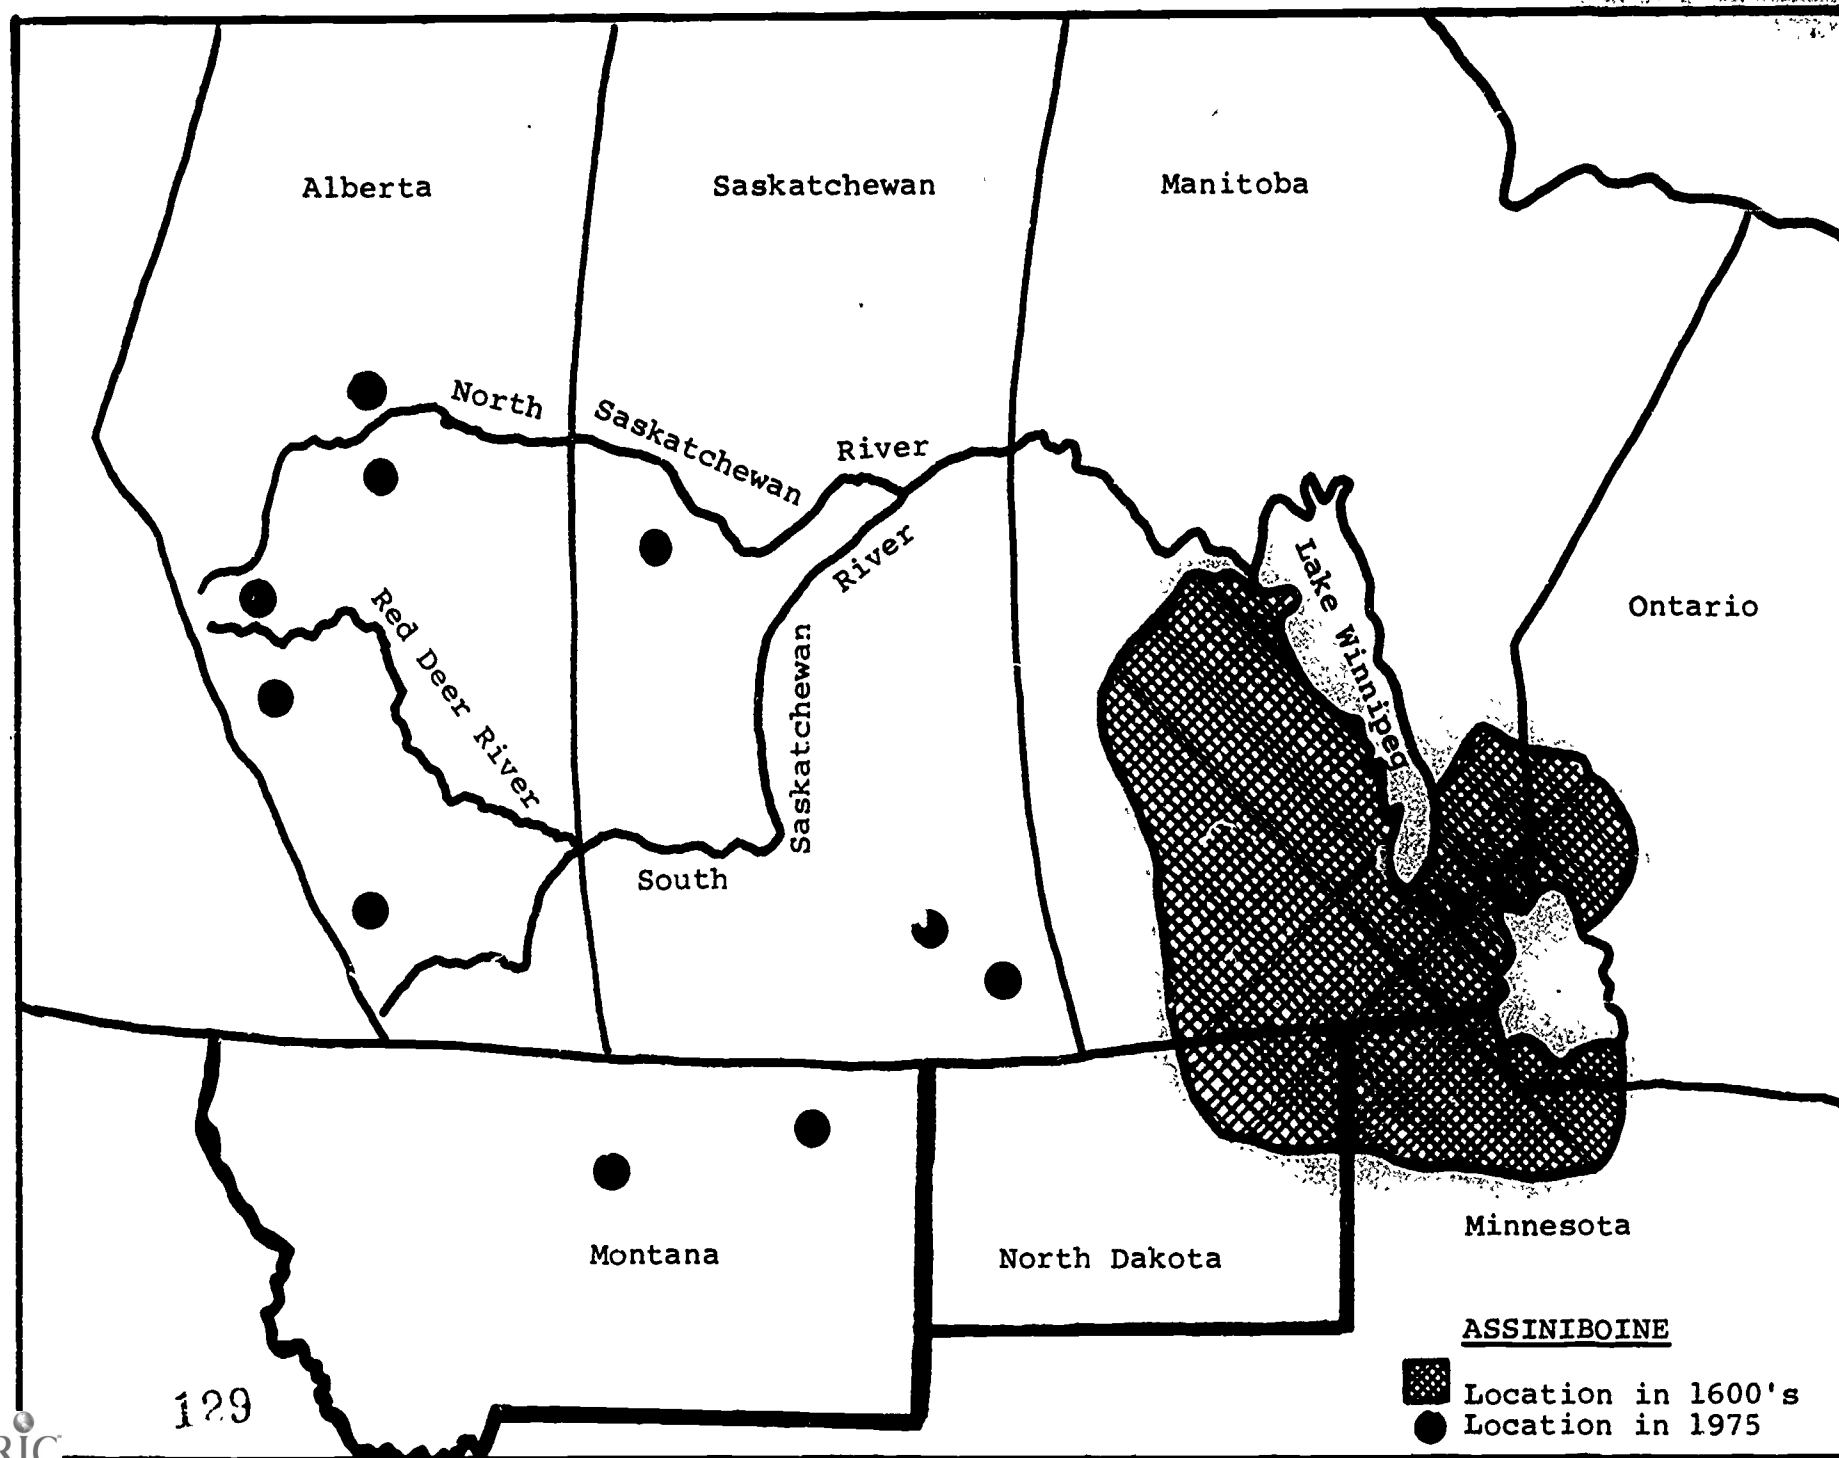 Alberta
Saskatchewan
Manitoba
North
Saskatchewan
River
River
Saskatchewan
South
Red Deer River
Lake Winnipeg
Ontario
Montana
North Dakota
Minnesota
ASSINIBOINE
Location in 1600's
Location in 1975
129
RIC